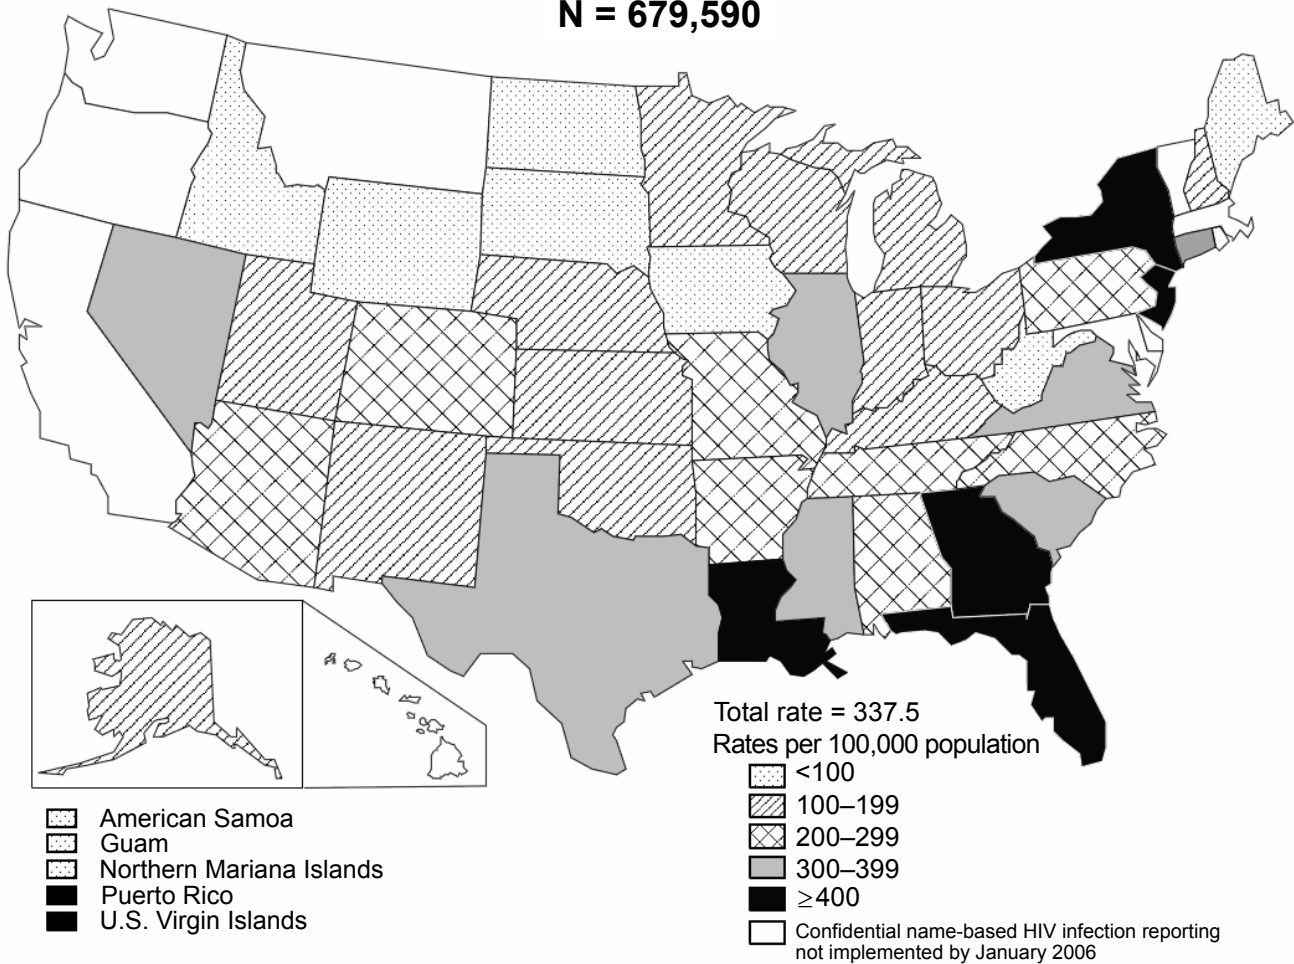 N = 679,590
Total rate = 337.5
Rates per 100,000 population
<100
100–199
200–299
300–399
≥400
Confidential name-based HIV infection reporting
not implemented by January 2006
American Samoa
Guam
Northern Mariana Islands
Puerto Rico
U.S. Virgin Islands